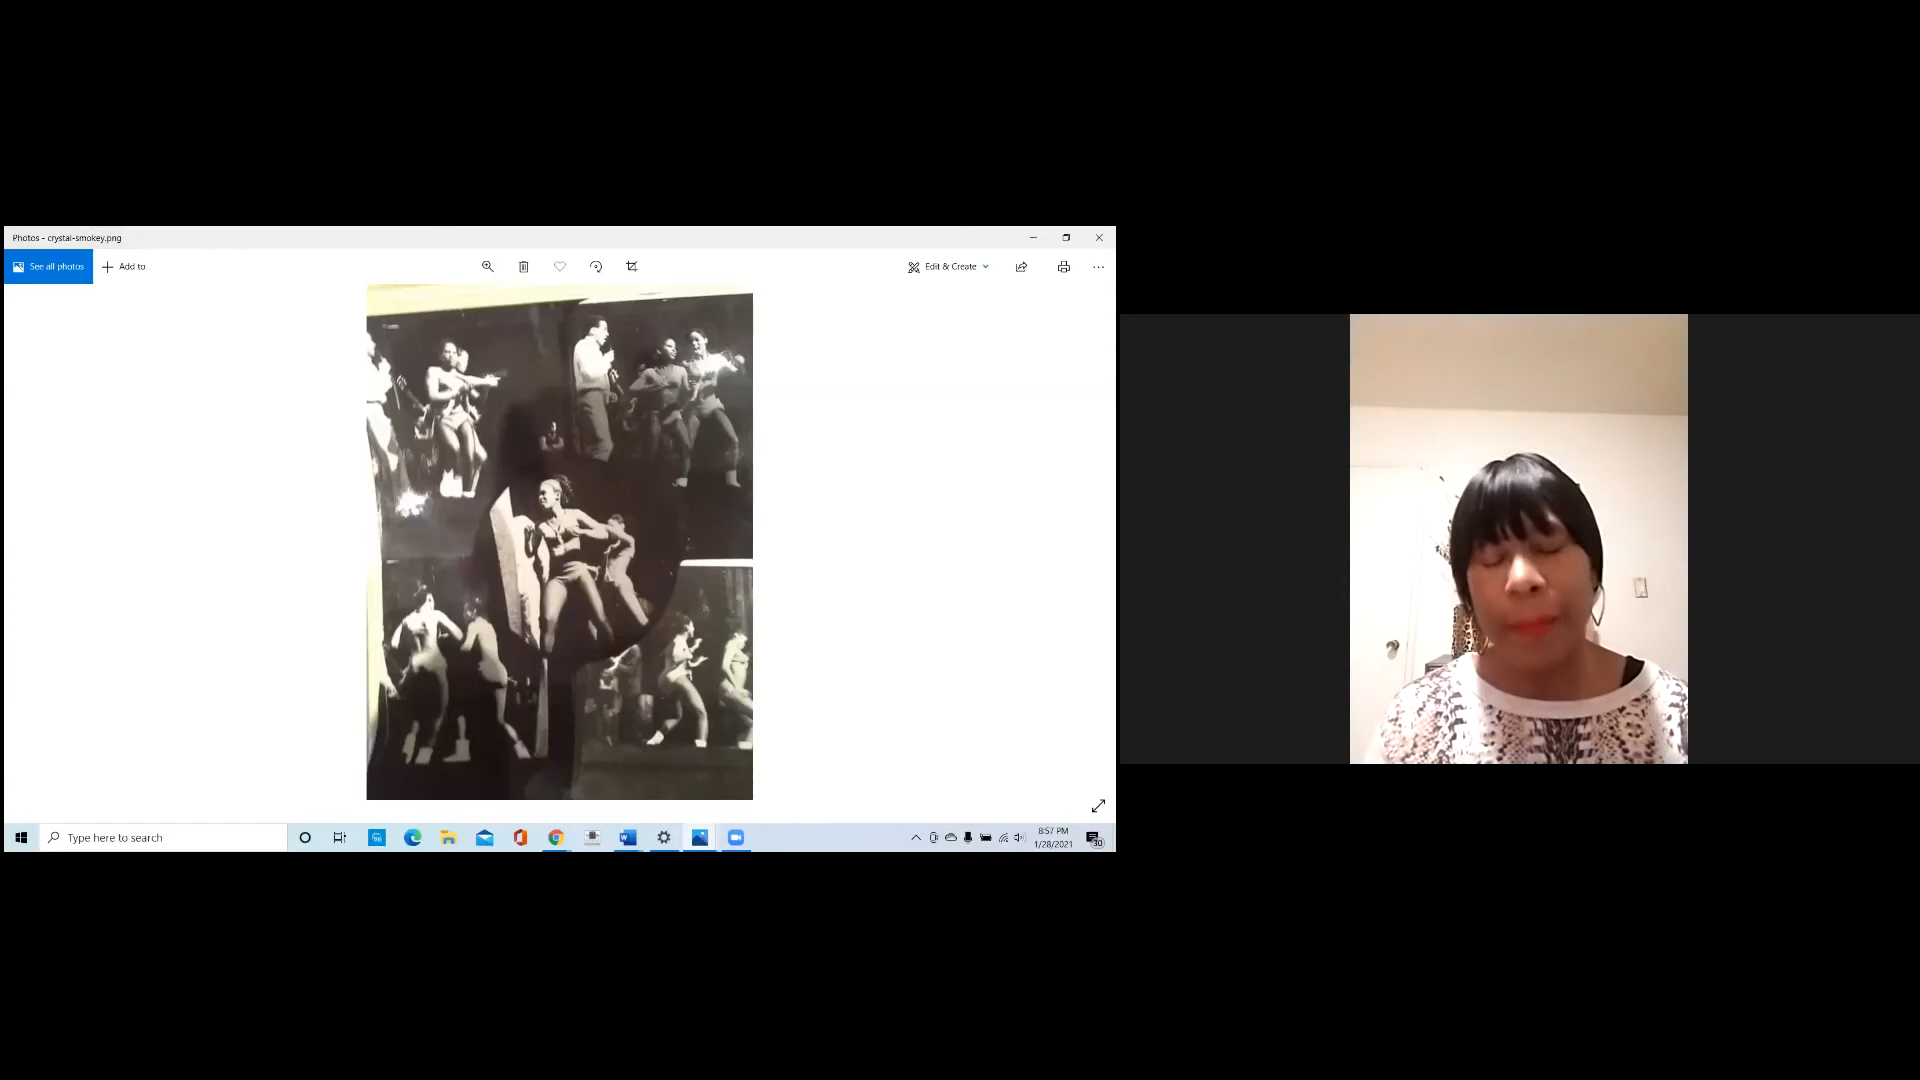 Photos - crystal-smokey.png
See all photos
Add to
Edit & Create
Type here to search
8:57 PM
1/28/2021
30